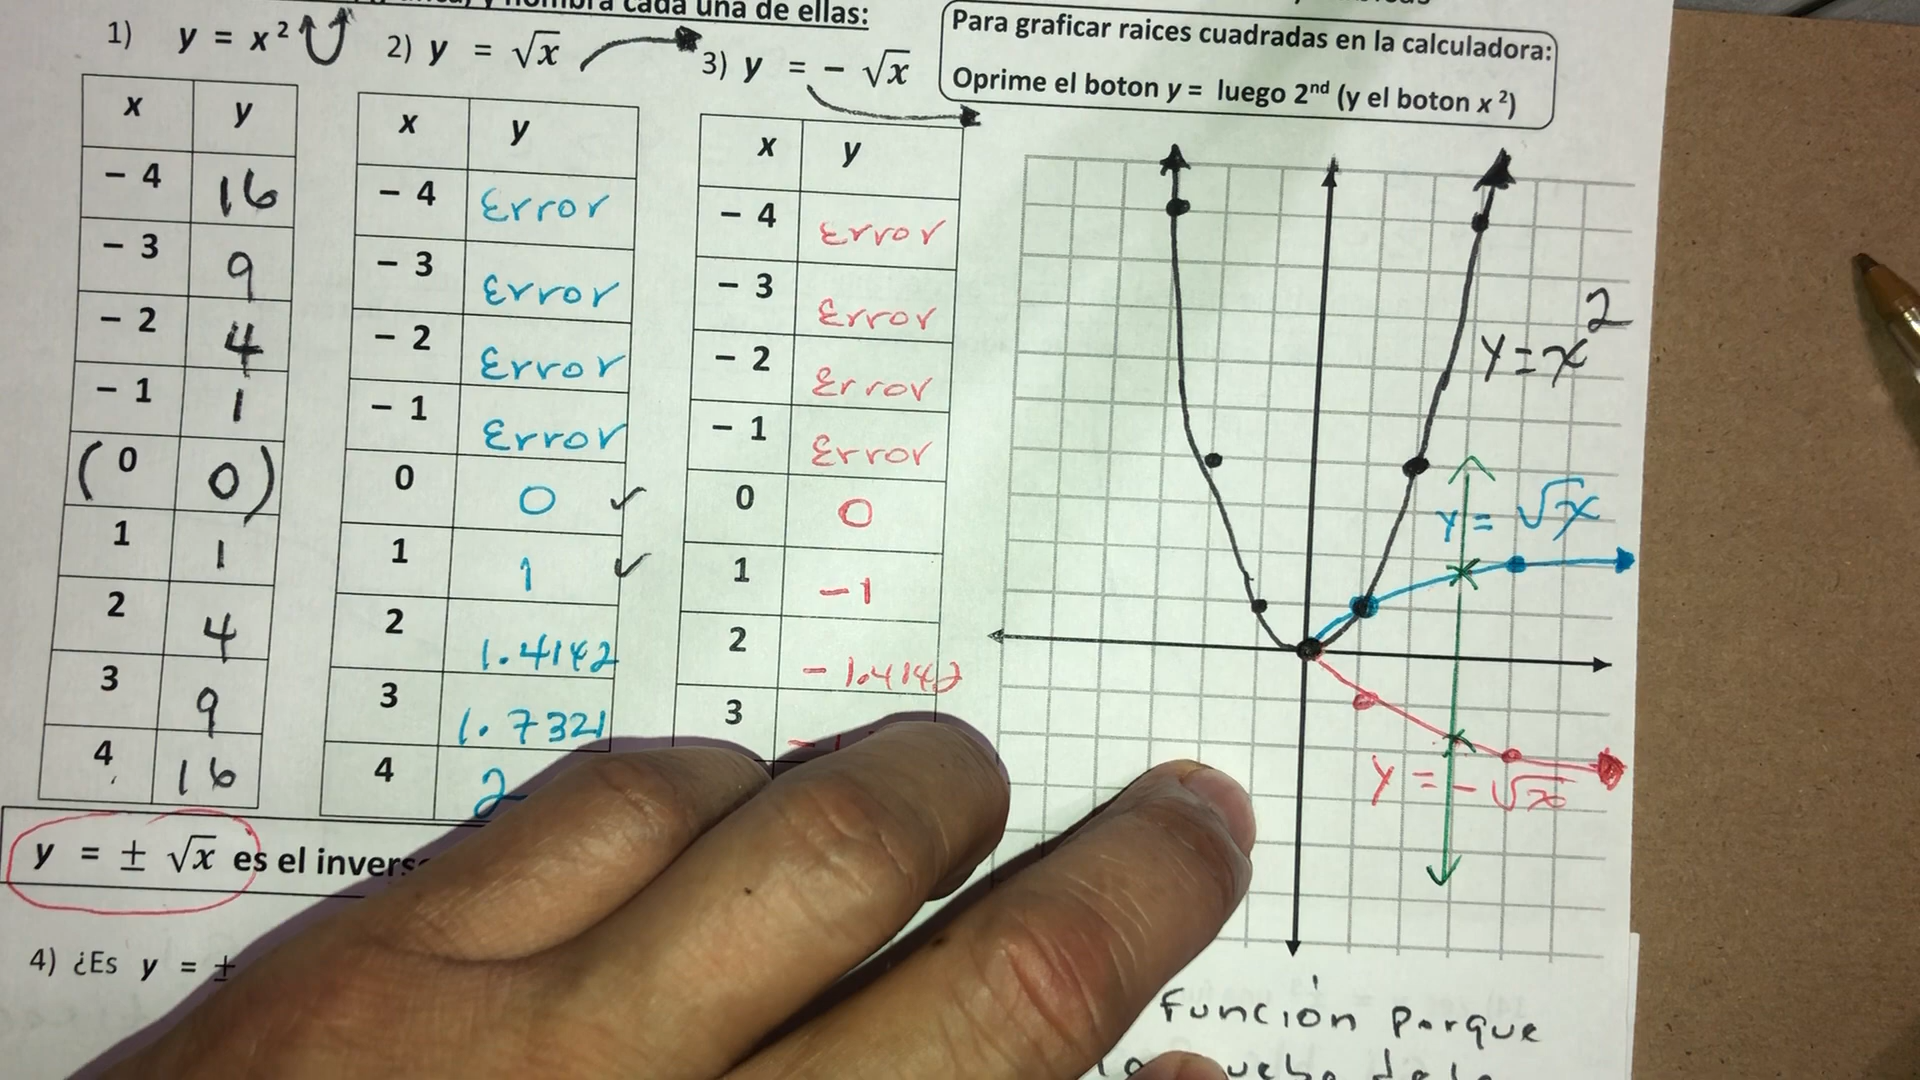 cada una de ellas:
1) y = x² 2) y = √x 3) y = − √x
Para graficar raices cuadradas en la calculadora:
Oprime el boton y = luego 2nd (y el boton x ²)
x y
− 4 16
− 3 9
− 2 4
− 1 1
(0 0)
1 1
2 4
3 9
4 16
x y
− 4 Error
− 3 Error
− 2 Error
− 1 Error
0 0 ✓
1 1 ✓
2 1.4142
3 1.7321
4 2
x y
− 4 Error
− 3 Error
− 2 Error
− 1 Error
0 0
1 −1
2 − 1.4142
3
y = x²
y = √x
y = − √x
y = ± √x es el
4) ¿Es y = ±
Función porque